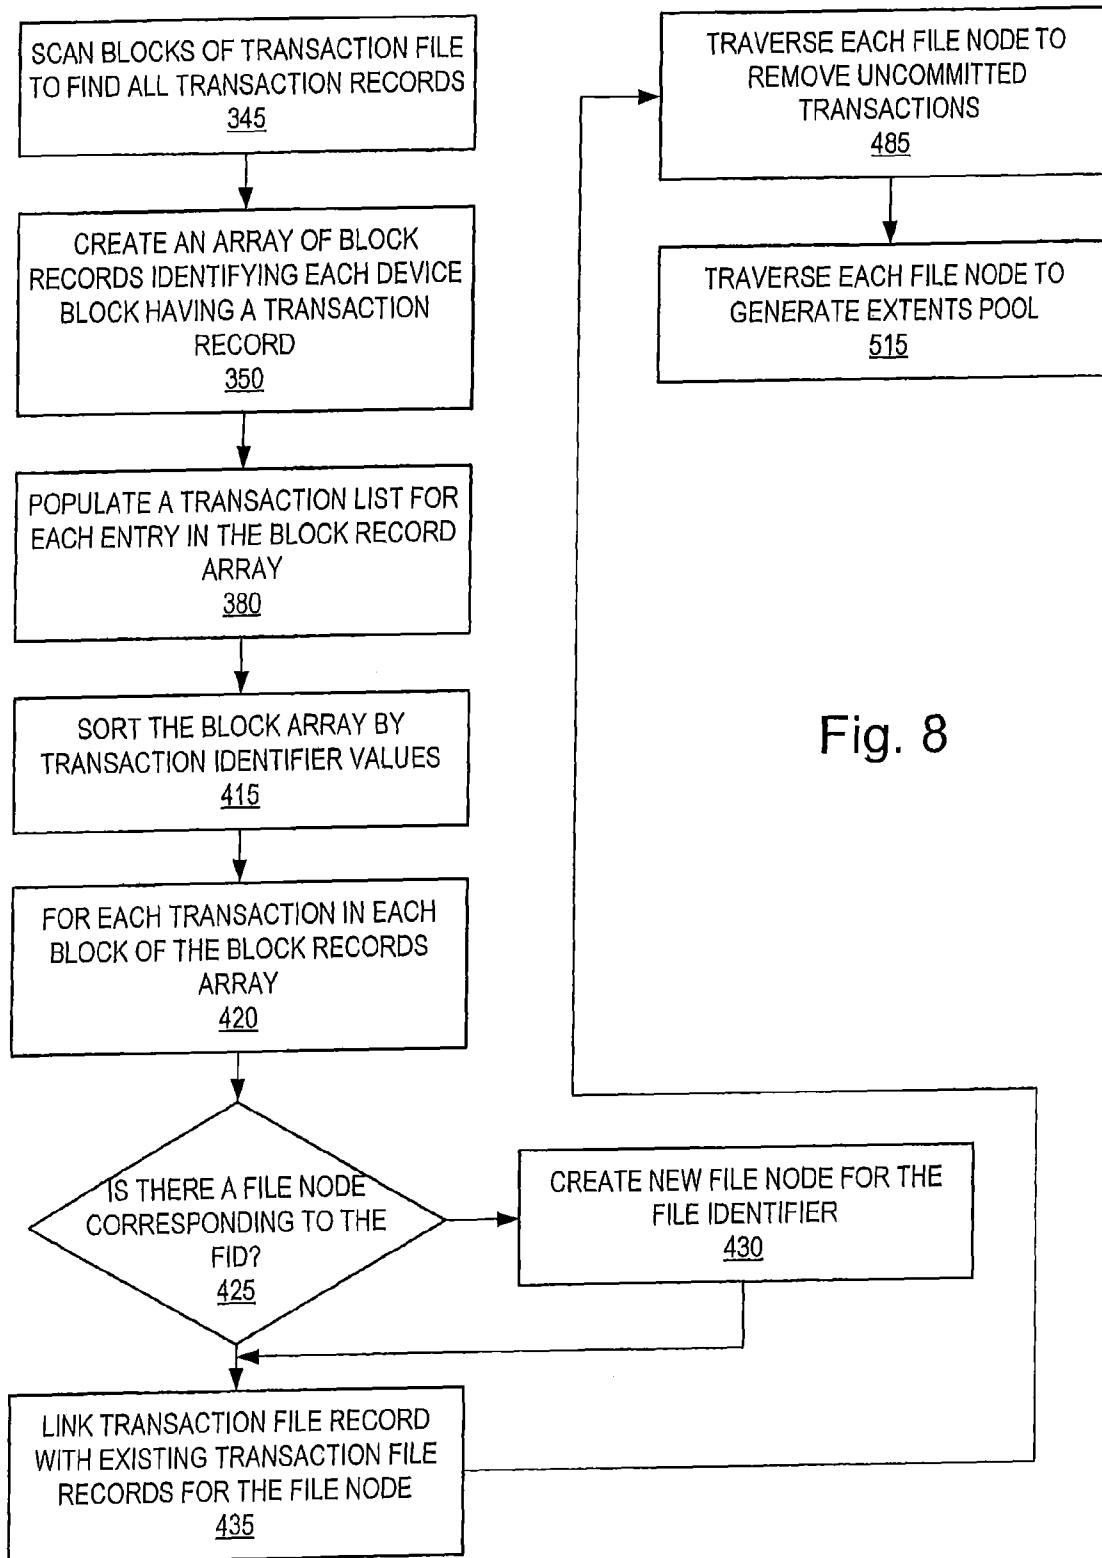 SCAN BLOCKS OF TRANSACTION FILE
TO FIND ALL TRANSACTION RECORDS
345
CREATE AN ARRAY OF BLOCK
RECORDS IDENTIFYING EACH DEVICE
BLOCK HAVING A TRANSACTION
RECORD
350
POPULATE A TRANSACTION LIST FOR
EACH ENTRY IN THE BLOCK RECORD
ARRAY
380
SORT THE BLOCK ARRAY BY
TRANSACTION IDENTIFIER VALUES
415
FOR EACH TRANSACTION IN EACH
BLOCK OF THE BLOCK RECORDS
ARRAY
420
IS THERE A FILE NODE
CORRESPONDING TO THE
FID?
425
CREATE NEW FILE NODE FOR THE
FILE IDENTIFIER
430
LINK TRANSACTION FILE RECORD
WITH EXISTING TRANSACTION FILE
RECORDS FOR THE FILE NODE
435
TRAVERSE EACH FILE NODE TO
REMOVE UNCOMMITTED
TRANSACTIONS
485
TRAVERSE EACH FILE NODE TO
GENERATE EXTENTS POOL
515
Fig. 8